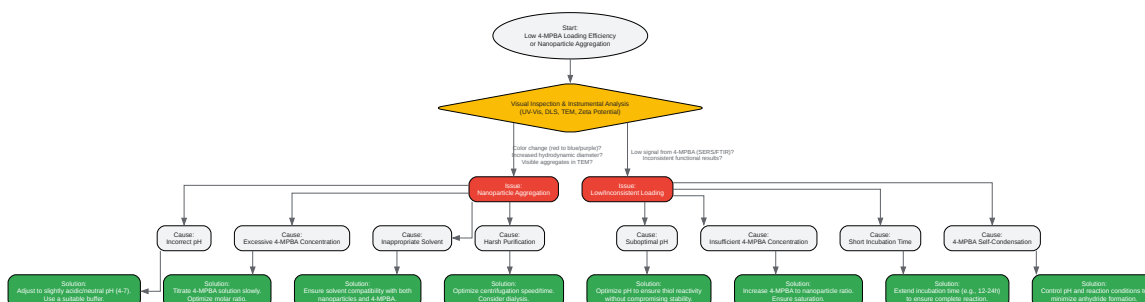 Start:
Low 4-MPBA Loading Efficiency
or Nanoparticle Aggregation
Visual Inspection & Instrumental Analysis
(UV-Vis, DLS, TEM, Zeta Potential)
Color change (red to blue/purple)?
Increased hydrodynamic diameter?
Visible aggregates in TEM?
Low signal from 4-MPBA (SERS/FTIR)?
Inconsistent functional results?
Issue:
Nanoparticle Aggregation
Issue:
Low/Inconsistent Loading
Cause:
Incorrect pH
Cause:
Excessive 4-MPBA Concentration
Cause:
Inappropriate Solvent
Cause:
Harsh Purification
Cause:
Suboptimal pH
Cause:
Insufficient 4-MPBA Concentration
Cause:
Short Incubation Time
Cause:
4-MPBA Self-Condensation
Solution:
Adjust to slightly acidic/neutral pH (4-7).
Use a suitable buffer.
Solution:
Titrate 4-MPBA solution slowly.
Optimize molar ratio.
Solution:
Ensure solvent compatibility with both
nanoparticles and 4-MPBA.
Solution:
Optimize centrifugation speed/time.
Consider dialysis.
Solution:
Optimize pH to ensure thiol reactivity
without compromising stability.
Solution:
Increase 4-MPBA to nanoparticle ratio.
Ensure saturation.
Solution:
Extend incubation time (e.g., 12-24h)
to ensure complete reaction.
Solution:
Control pH and reaction conditions to
minimize anhydride formation.